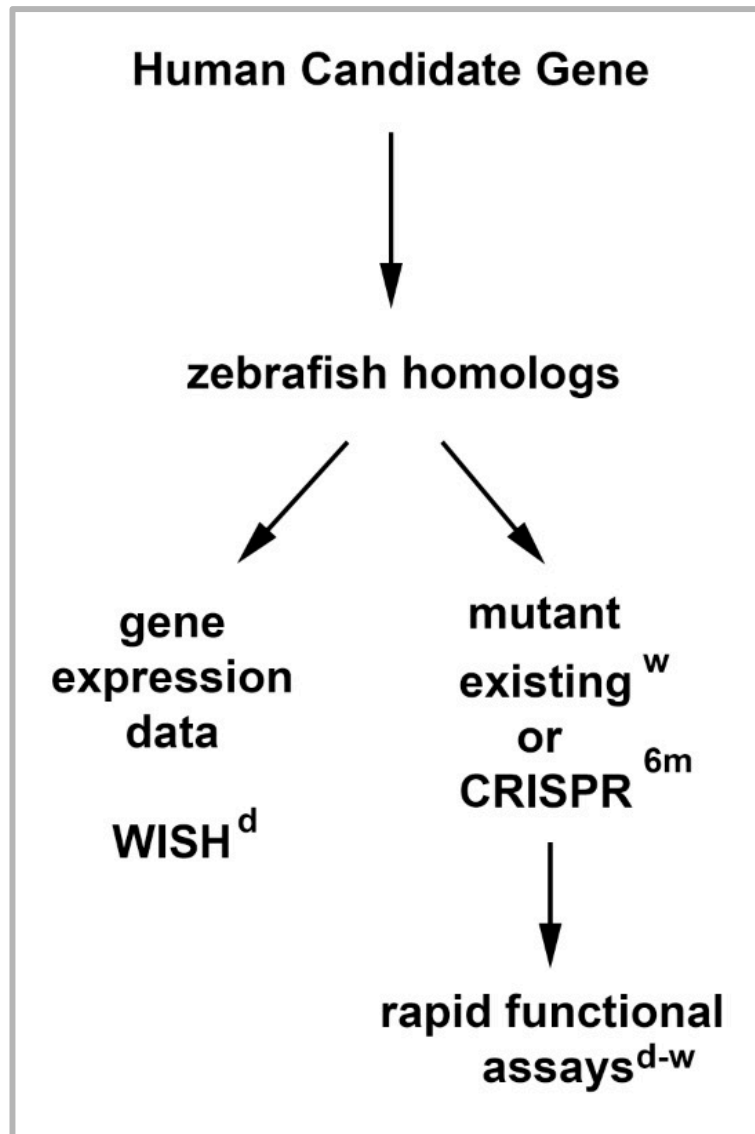 Human Candidate Gene
zebrafish homologs
gene
expression
data
WISH d
mutant
existing w
or
CRISPR 6m
rapid functional
assays d-w